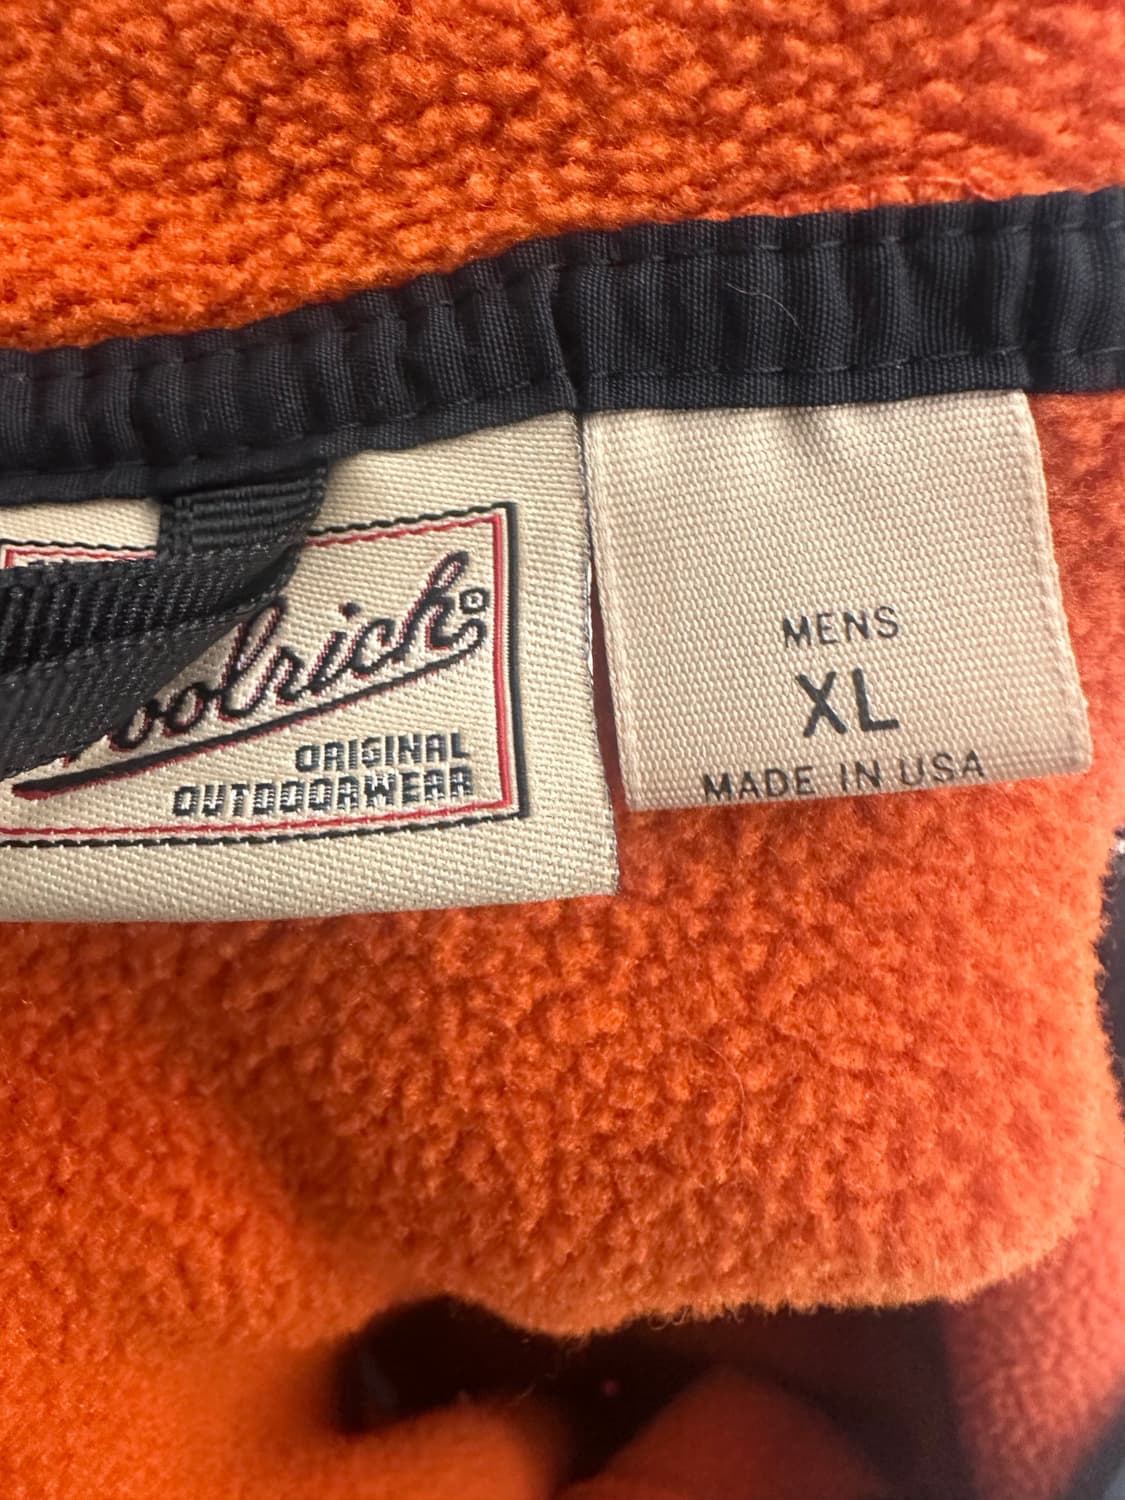 oolrich®
ORIGINAL
OUTDOORWEAR
MENS
XL
MADE IN USA